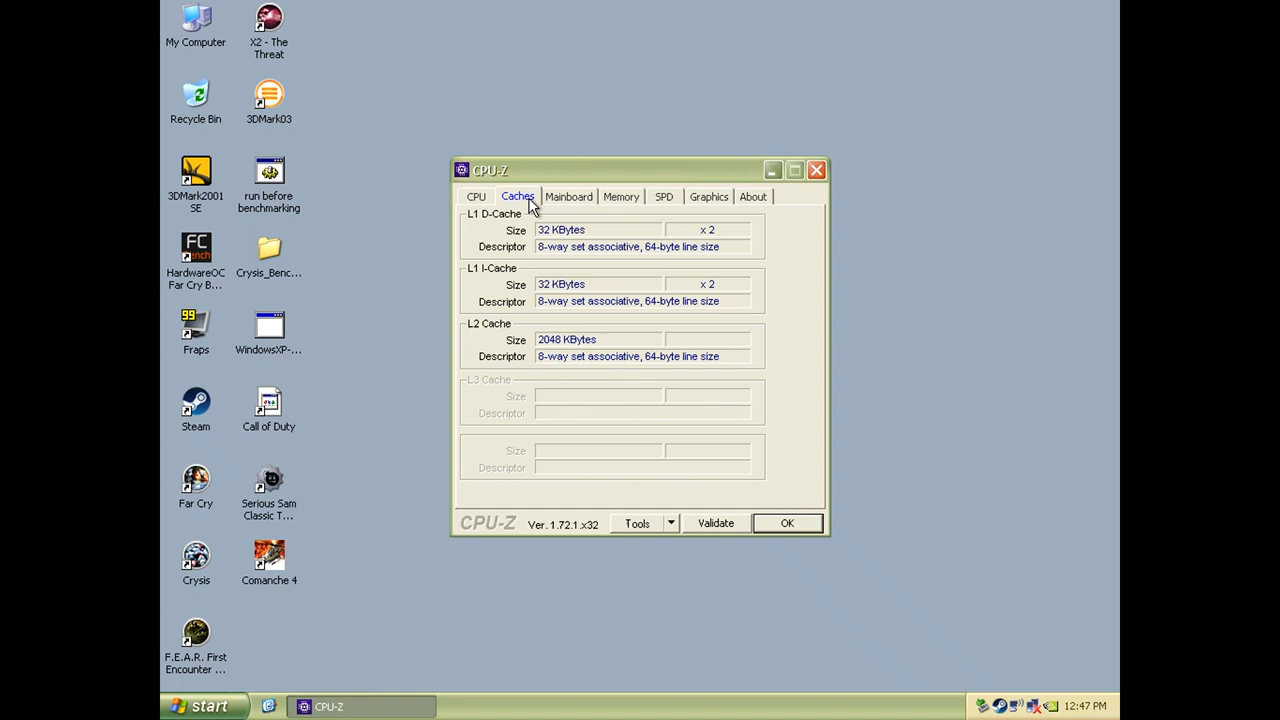 My Computer
X2 - The
Threat
Recycle Bin
3DMark03
3DMark2001
SE
run before
benchmarking
FC
HardwareOC
Far Cry B...
Crysis_Benc...
99
Fraps
WindowsXP-...
Steam
Call of Duty
Far Cry
Serious Sam
Classic T...
Crysis
Comanche 4
F.E.A.R. First
Encounter ...
CPU-Z
CPU
Caches
Mainboard
Memory
SPD
Graphics
About
L1 D-Cache
Size
32 KBytes
x 2
Descriptor
8-way set associative, 64-byte line size
L1 I-Cache
Size
32 KBytes
x 2
Descriptor
8-way set associative, 64-byte line size
L2 Cache
Size
2048 KBytes
Descriptor
8-way set associative, 64-byte line size
L3 Cache
Size
Descriptor
Size
Descriptor
CPU-Z
Ver. 1.72.1.x32
Tools
Validate
OK
start
CPU-Z
12:47 PM